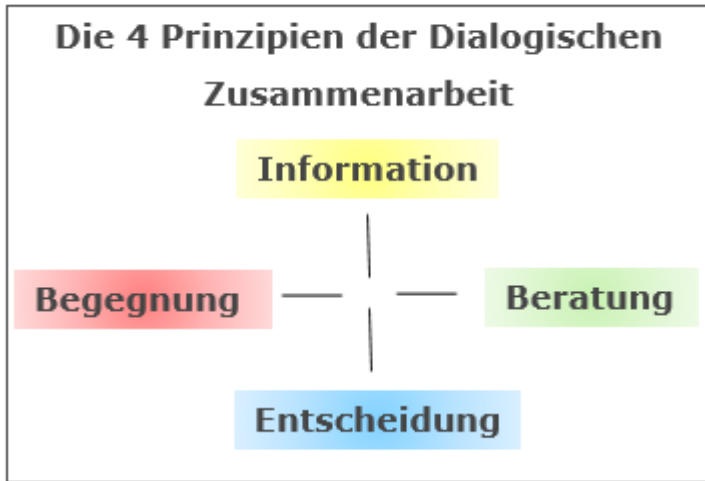 Die 4 Prinzipien der Dialogischen
Zusammenarbeit
Information
Begegnung
Beratung
Entscheidung